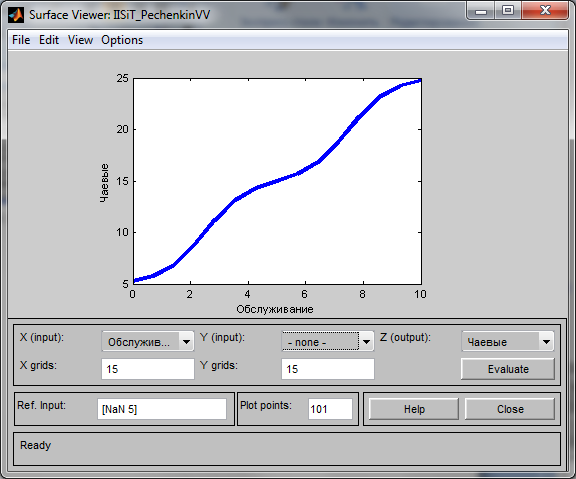 Surface Viewer: IISiT_PechenkinVV
File Edit View Options
25
20
15
10
5
Чаевые
0 2 4 6 8 10
Обслуживание
X (input): Обслужив... Y (input): - none - Z (output): Чаевые
X grids: 15 Y grids: 15 Evaluate
Ref. Input: [NaN 5] Plot points: 101 Help Close
Ready